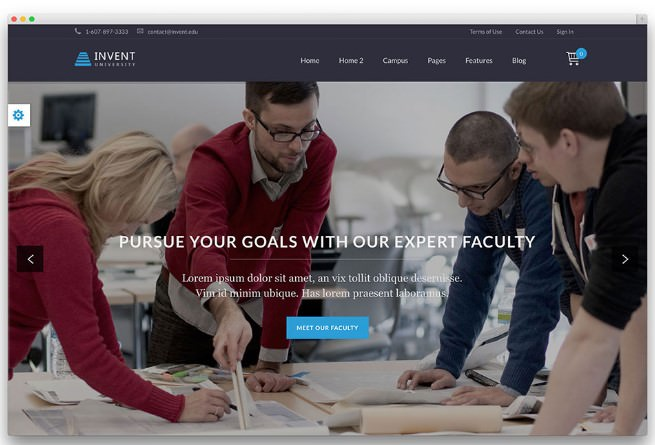 1-607-897-3333 contact@invent.edu Terms of Use Contact Us Sign In
INVENT
UNIVERSITY
Home Home 2 Campus Pages Features Blog 0
PURSUE YOUR GOALS WITH OUR EXPERT FACULTY
Lorem ipsum dolor sit amet, an vix tollit oblique deseruisse.
Vim id minim ubique. Has lorem praesent laboramus.
MEET OUR FACULTY